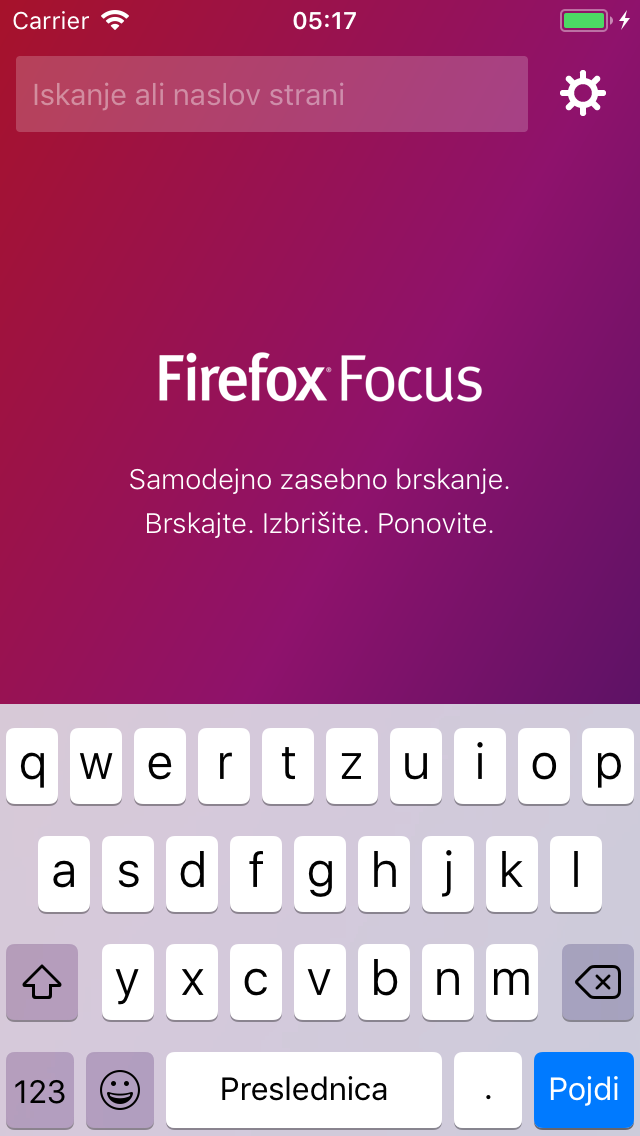 Carrier 05:17
Iskanje ali naslov strani
Firefox® Focus
Samodejno zasebno brskanje.
Brskajte. Izbrišite. Ponovite.
q w e r t z u i o p
a s d f g h j k l
y x c v b n m
123 Preslednica . Pojdi